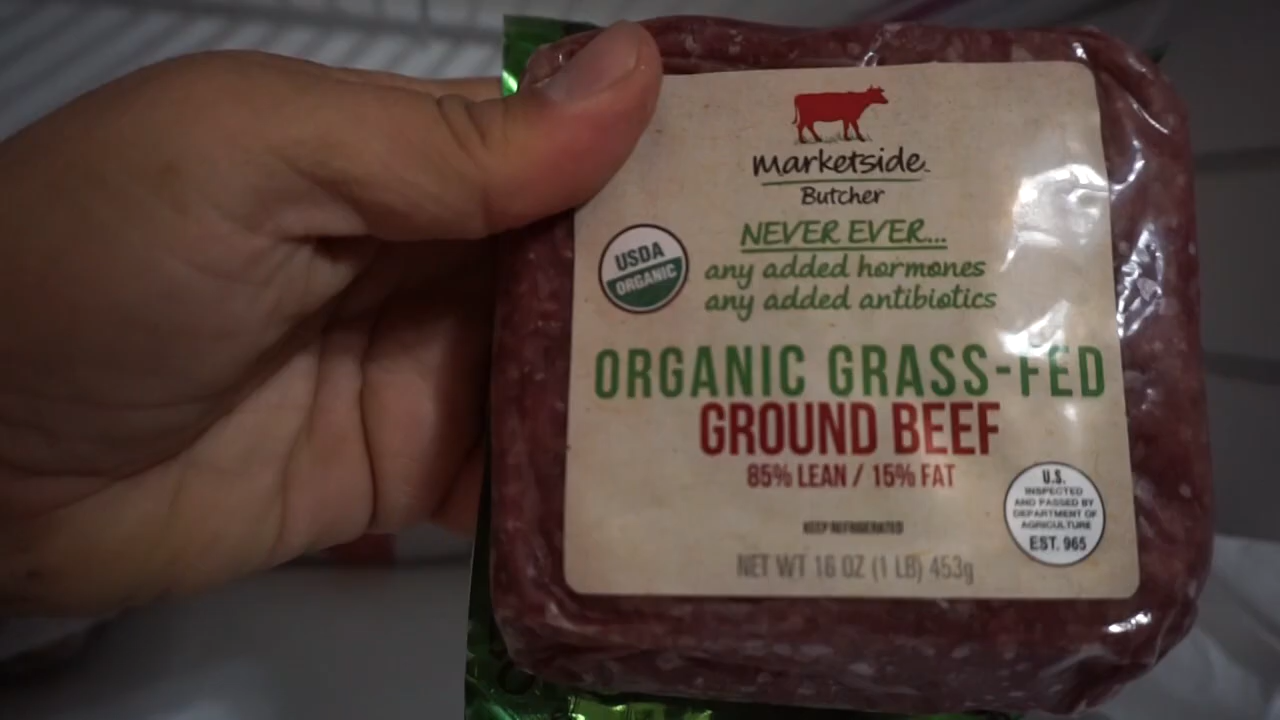 marketside
Butcher
NEVER EVER...
any added hormones
any added antibiotics
USDA
ORGANIC
ORGANIC GRASS-FED
GROUND BEEF
85% LEAN / 15% FAT
U.S.
INSPECTED
AND PASSED BY
DEPARTMENT OF
AGRICULTURE
EST. 965
KEEP REFRIGERATED
NET WT 16 OZ (1 LB) 453g